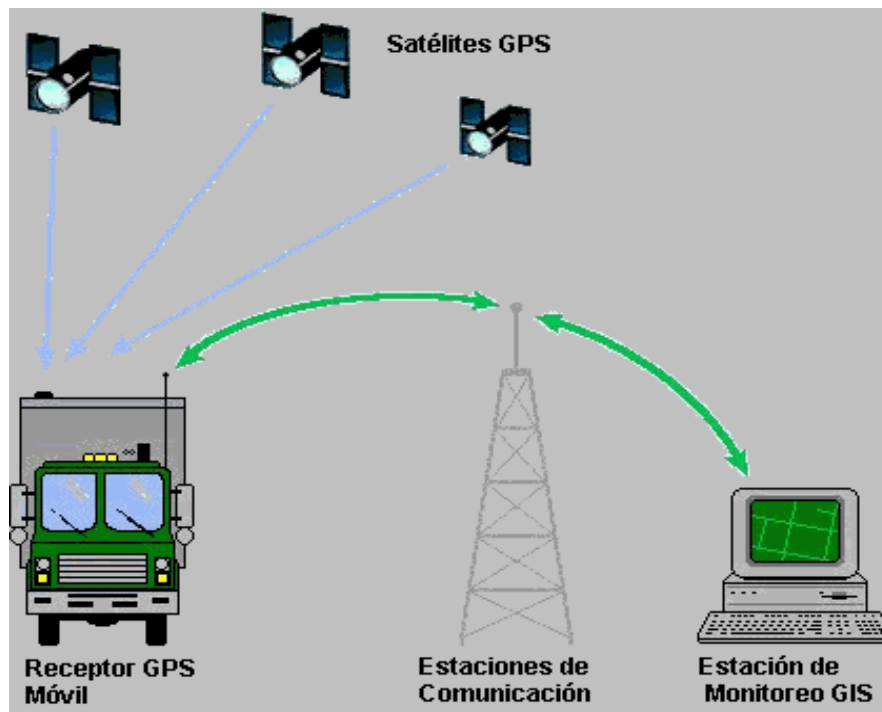 Satélites GPS
Receptor GPS
Móvil
Estaciones de
Comunicación
Estación de
Monitoreo GIS